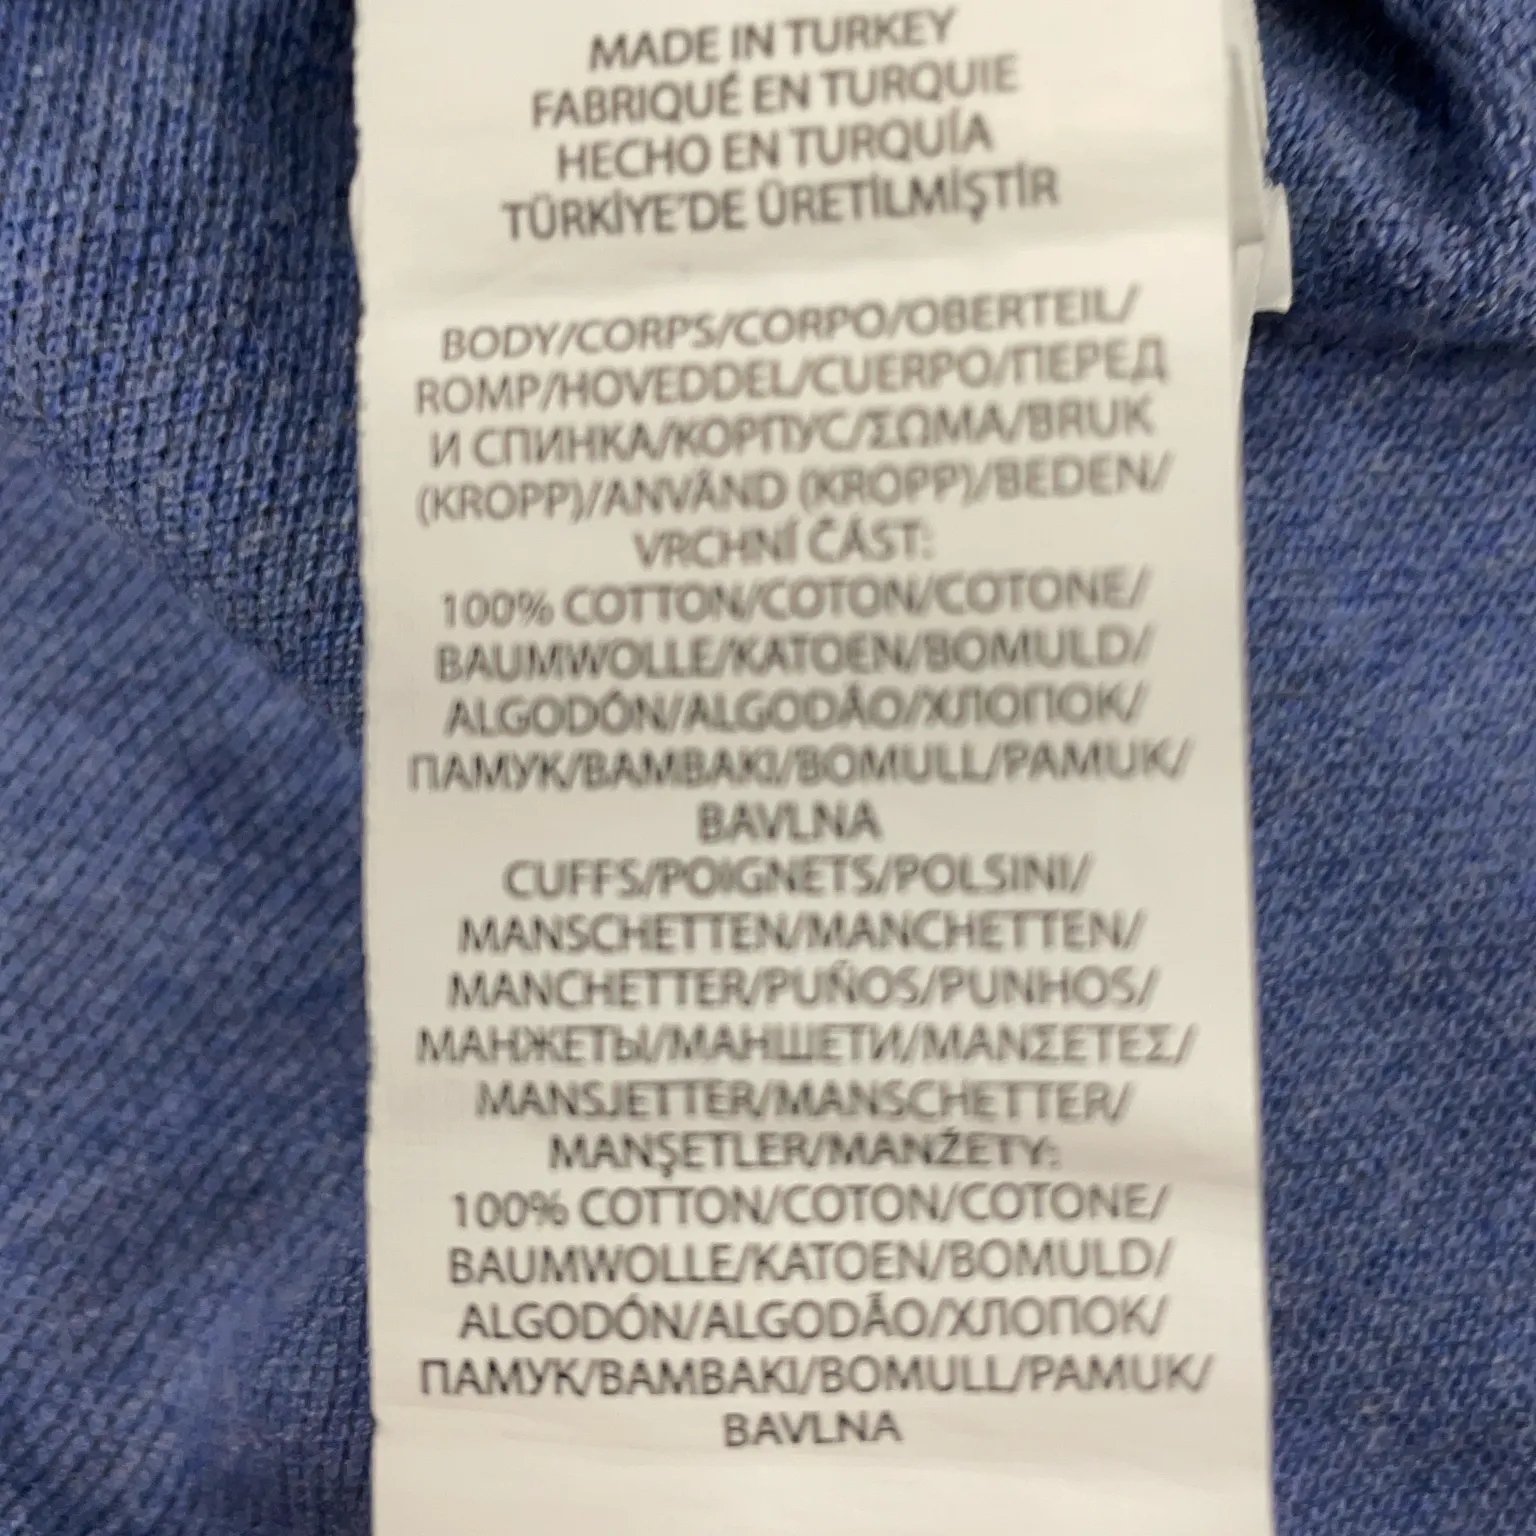 MADE IN TURKEY
FABRIQUÉ EN TURQUIE
HECHO EN TURQUÍA
TÜRKİYE'DE ÜRETİLMİŞTİR
BODY/CORPS/CORPO/OBERTEIL/
ROMP/HOVEDDEL/CUERPO/ПЕРЕД
И СПИНКА/КОРПУС/ΣΩΜΑ/BRUK
(KROPP)/ANVÄND (KROPP)/BEDEN/
VRCHNÍ ČÁST:
100% COTTON/COTON/COTONE/
BAUMWOLLE/KATOEN/BOMULD/
ALGODÓN/ALGODÃO/ХЛОПОК/
ПАМУК/ΒΑΜΒΑΚΙ/BOMULL/PAMUK/
BAVLNA
CUFFS/POIGNETS/POLSINI/
MANSCHETTEN/MANCHETTEN/
MANCHETTER/PUÑOS/PUNHOS/
МАНЖЕТЫ/МАНШЕТИ/ΜΑΝΣΕΤΕΣ/
MANSJETTER/MANSCHETTER/
MANŞETLER/MANŽETY:
100% COTTON/COTON/COTONE/
BAUMWOLLE/KATOEN/BOMULD/
ALGODÓN/ALGODÃO/ХЛОПОК/
ПАМУК/ΒΑΜΒΑΚΙ/BOMULL/PAMUK/
BAVLNA